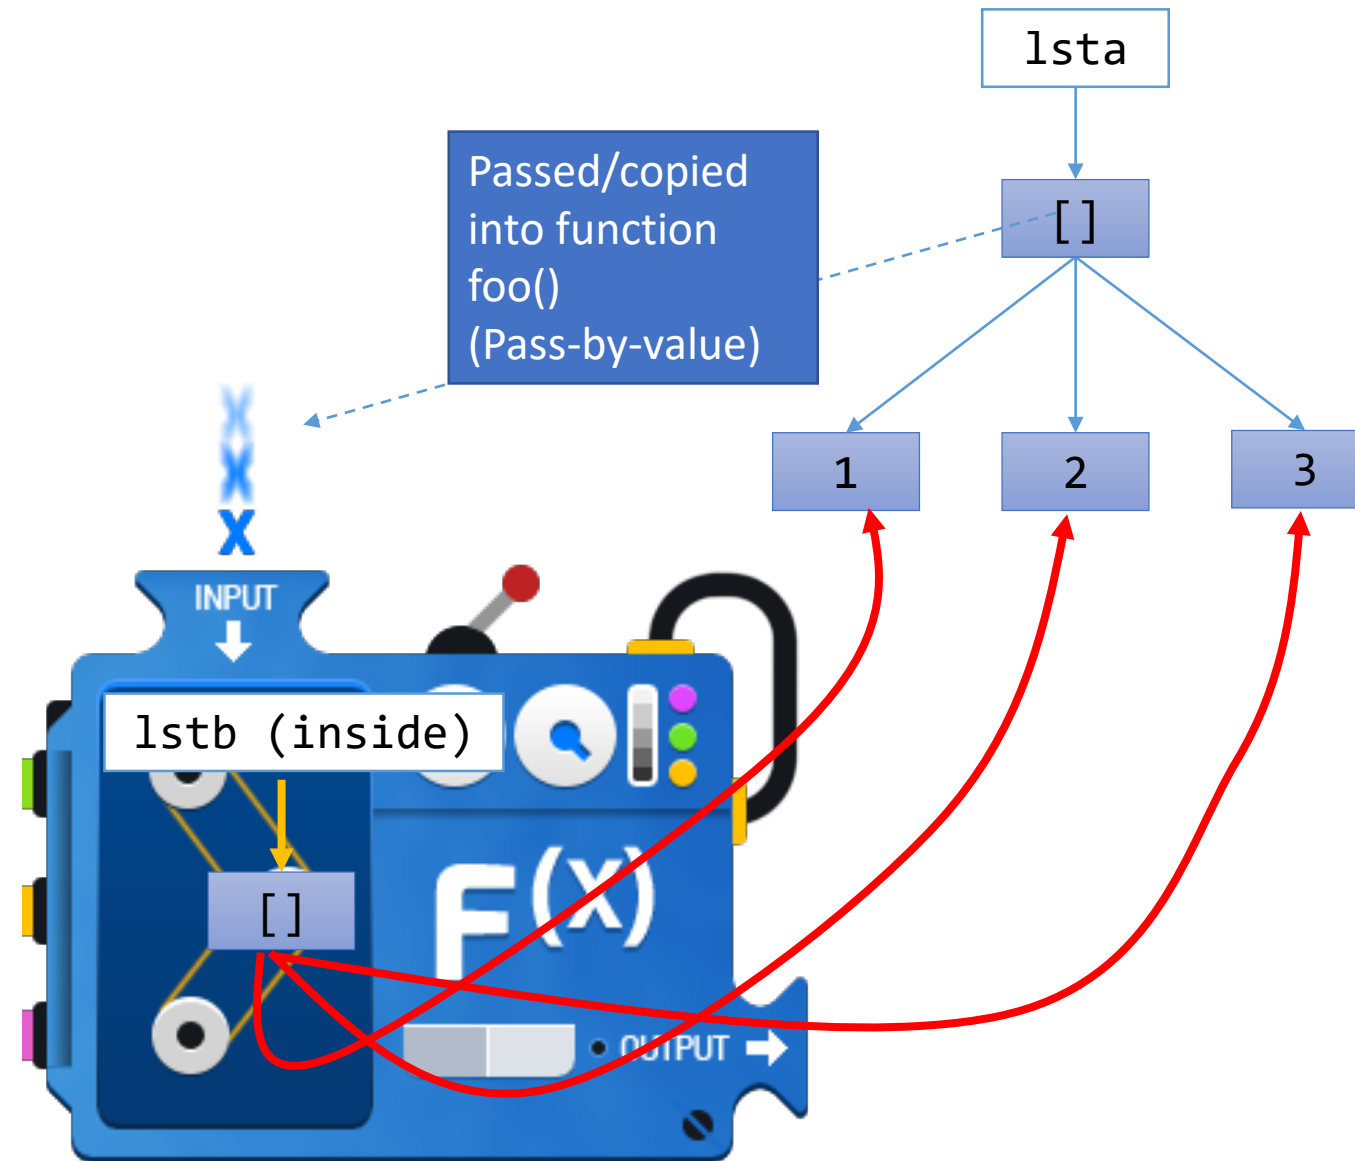 lsta
Passed/copied
into function
foo()
(Pass-by-value)
[]
1
2
3
X
X
X
INPUT
lstb (inside)
[]
F(X)
OUTPUT